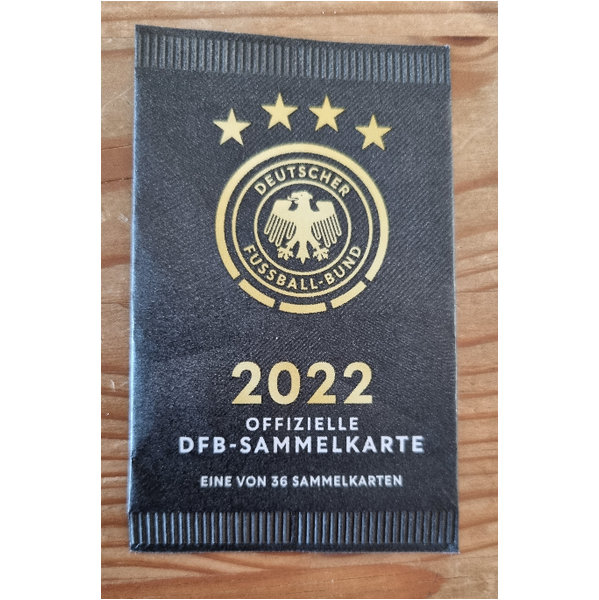 DEUTSCHER
FUSSBALL-BUND
2022
OFFIZIELLE
DFB-SAMMELKARTE
EINE VON 36 SAMMELKARTEN